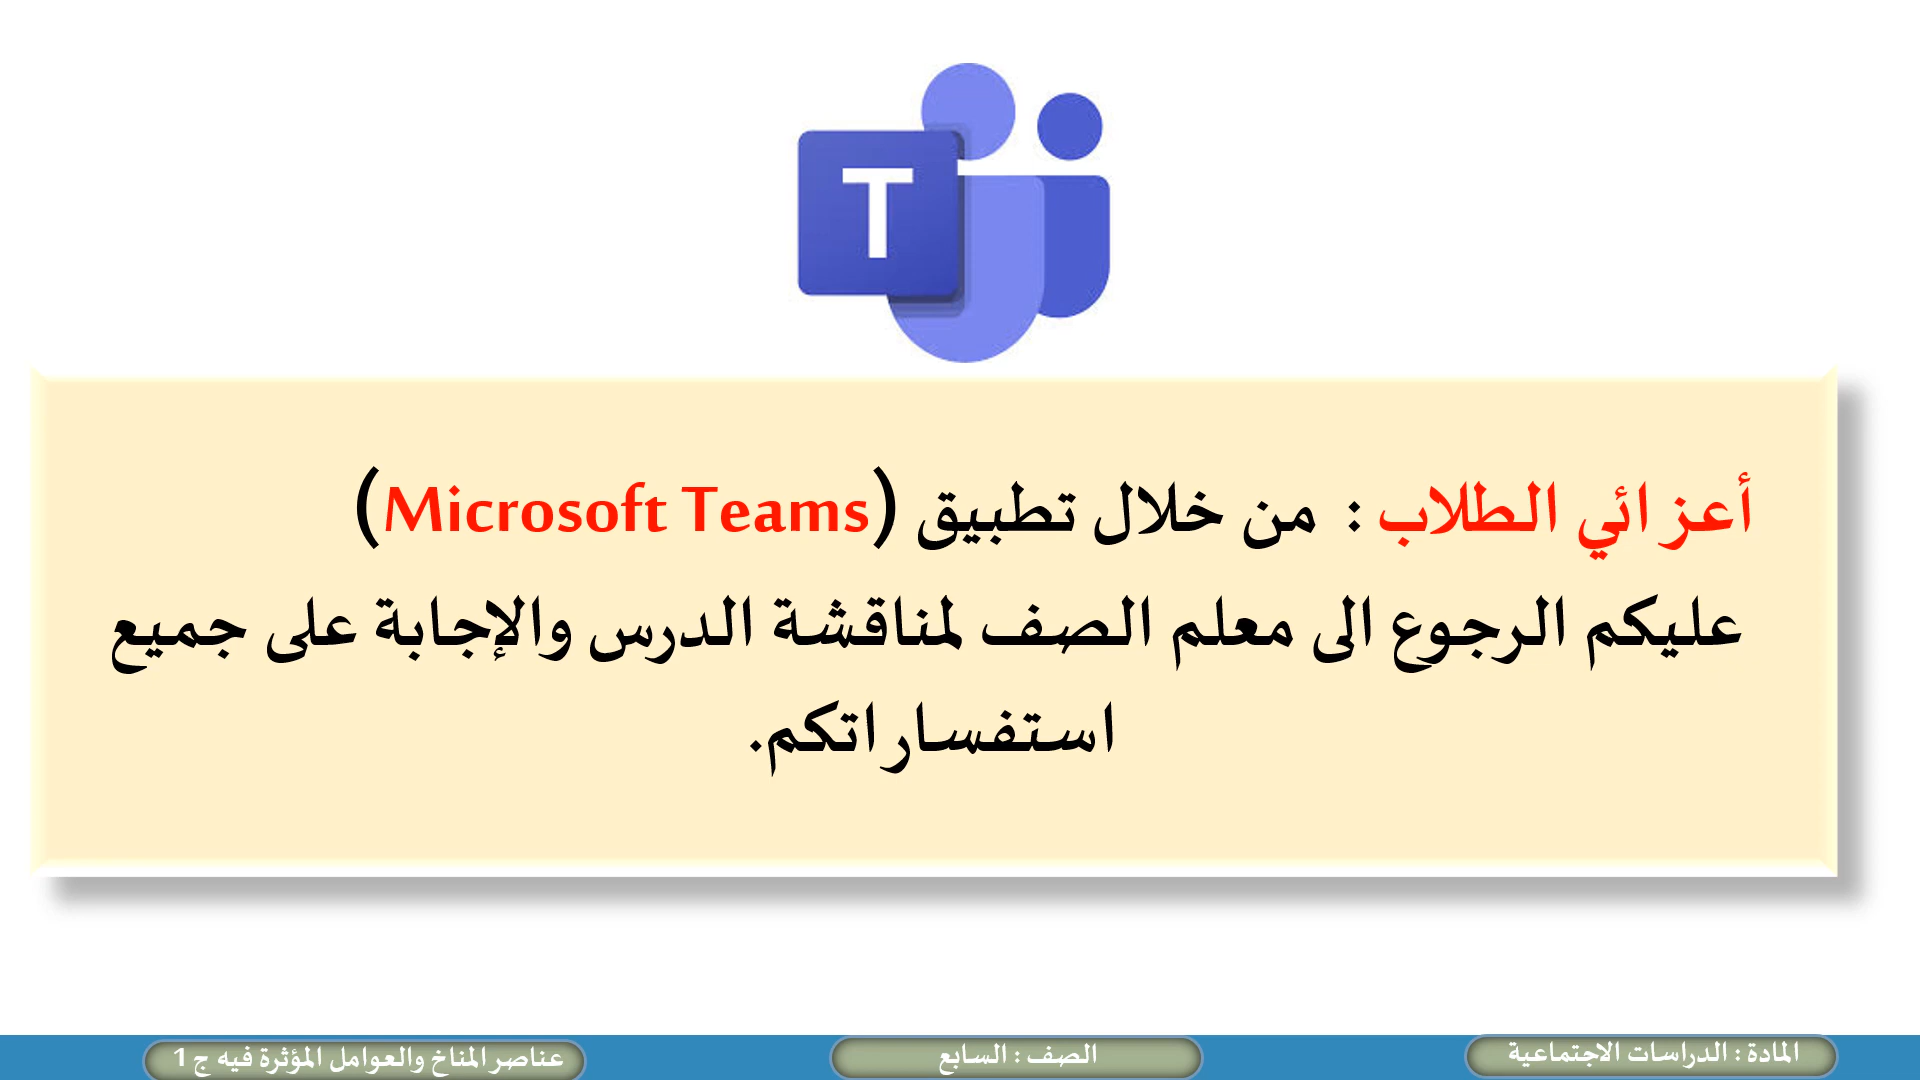 T
أعزائي الطلاب : من خلال تطبيق (Microsoft Teams)
عليكم الرجوع الى معلم الصف لمناقشة الدرس والإجابة على جميع
استفساراتكم.
المادة : الدراسات الاجتماعية
الصف : السابع
عناصر المناخ والعوامل المؤثرة فيه ج 1